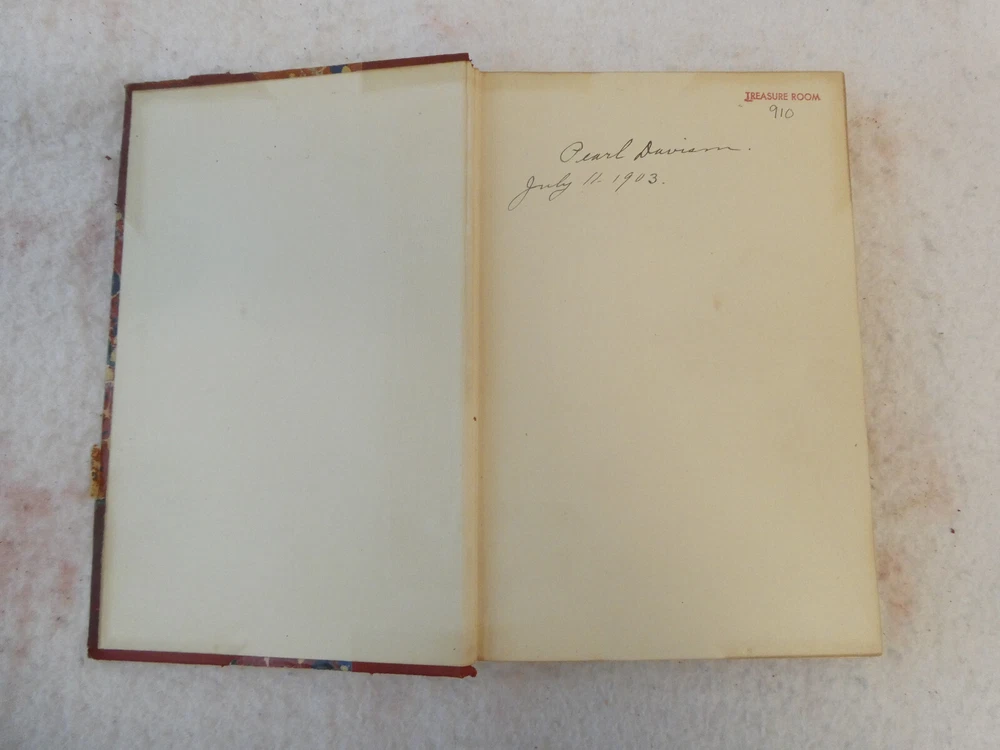 TREASURE ROOM
910
Pearl Davison.
July 11. 1903.